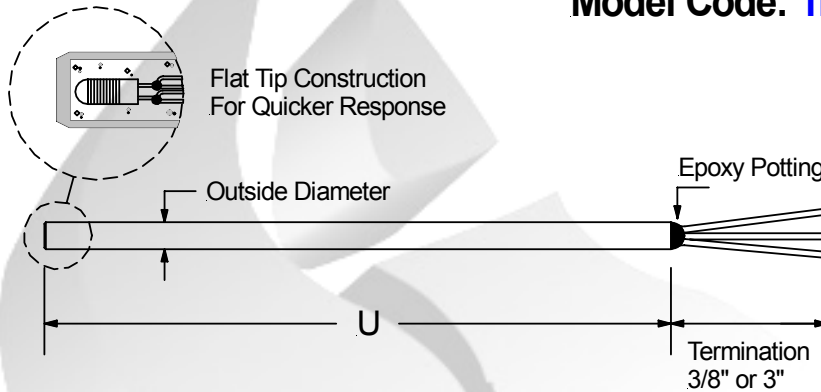 Model Code:
Flat Tip Construction
For Quicker Response
Epoxy Potting
Outside Diameter
U
Termination
3/8" or 3"